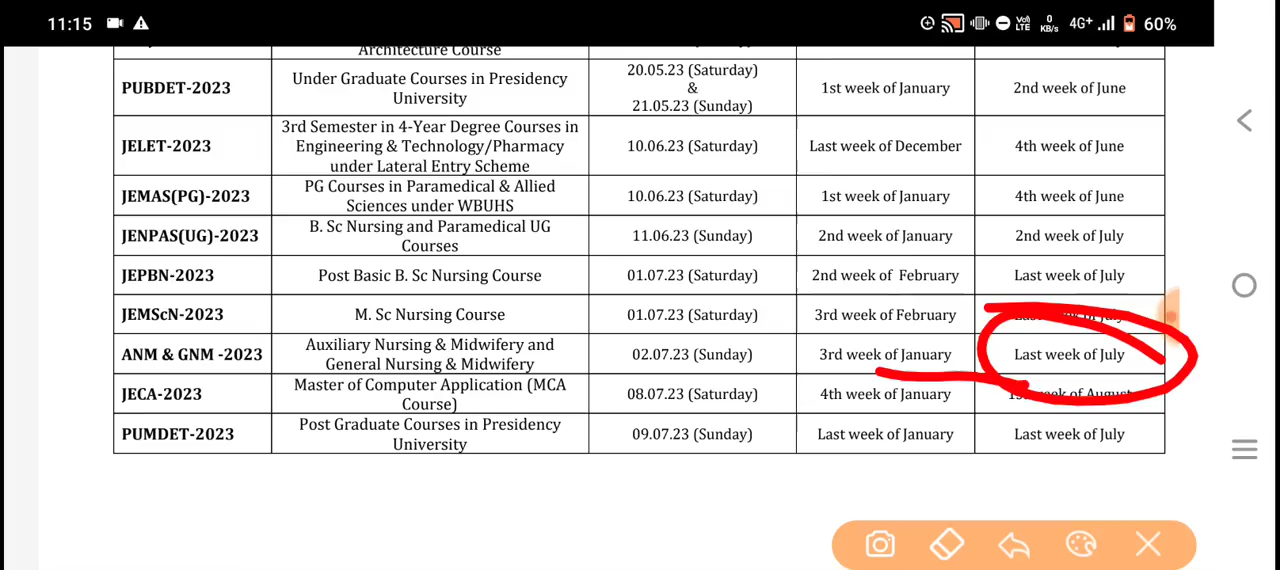 11:15
Vo)
LTE
0
KB/s
4G+
60%
Architecture Course
PUBDET-2023
Under Graduate Courses in Presidency
University
20.05.23 (Saturday)
&
21.05.23 (Sunday)
1st week of January
2nd week of June
JELET-2023
3rd Semester in 4-Year Degree Courses in
Engineering & Technology/Pharmacy
under Lateral Entry Scheme
10.06.23 (Saturday)
Last week of December
4th week of June
JEMAS(PG)-2023
PG Courses in Paramedical & Allied
Sciences under WBUHS
10.06.23 (Saturday)
1st week of January
4th week of June
JENPAS(UG)-2023
B. Sc Nursing and Paramedical UG
Courses
11.06.23 (Sunday)
2nd week of January
2nd week of July
JEPBN-2023
Post Basic B. Sc Nursing Course
01.07.23 (Saturday)
2nd week of February
Last week of July
JEMScN-2023
M. Sc Nursing Course
01.07.23 (Saturday)
3rd week of February
Last week of July
ANM & GNM -2023
Auxiliary Nursing & Midwifery and
General Nursing & Midwifery
02.07.23 (Sunday)
3rd week of January
Last week of July
JECA-2023
Master of Computer Application (MCA
Course)
08.07.23 (Saturday)
4th week of January
1st week of August
PUMDET-2023
Post Graduate Courses in Presidency
University
09.07.23 (Sunday)
Last week of January
Last week of July